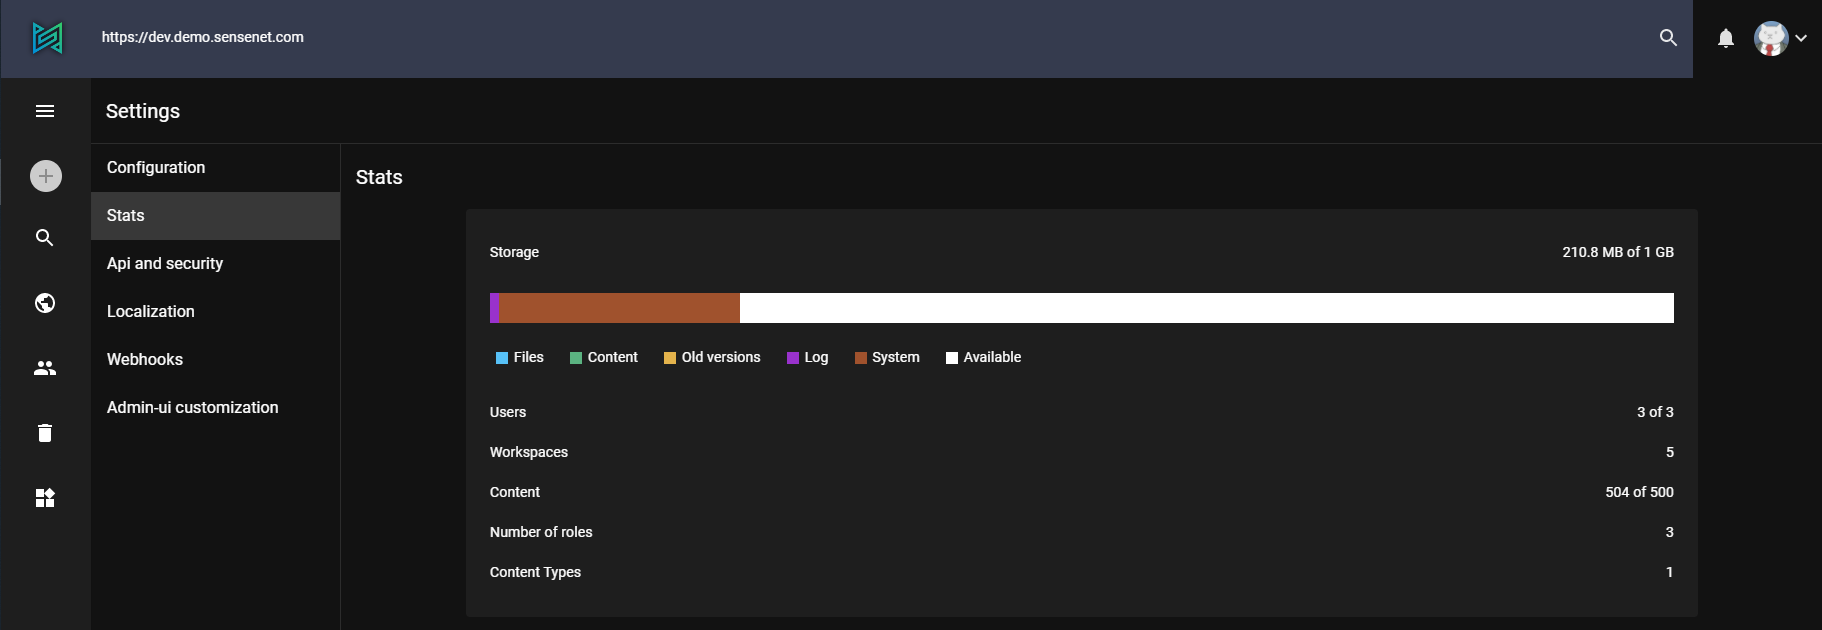 https://dev.demo.sensenet.com
Settings
Configuration
Stats
Api and security
Localization
Webhooks
Admin-ui customization
Stats
Storage 210.8 MB of 1 GB
Files Content Old versions Log System Available
Users 3 of 3
Workspaces 5
Content 504 of 500
Number of roles 3
Content Types 1